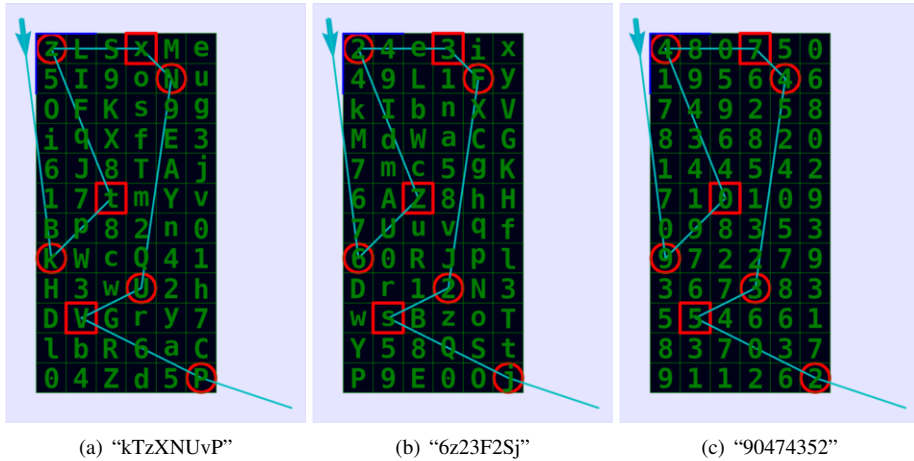 z L S x M e
5 I 9 o N u
O F K s 9 g
i q X f E 3
6 J 8 T A j
1 7 t m Y v
B p 8 2 n 0
k W c Q 4 1
H 3 w U 2 h
D V G r y 7
l b R 6 a C
0 4 Z d 5 P
(a) “kTzXNUvP”
2 4 e 3 i x
4 9 L 1 F y
k I b n X V
M d W a C G
7 m c 5 g K
6 A Z 8 h H
7 U u v q f
6 0 R J p l
D r 1 2 N 3
w s B z o T
Y 5 8 Q S t
P 9 E 0 O j
(b) “6z23F2Sj”
4 8 0 7 5 0
1 9 5 6 4 6
7 4 9 2 5 8
8 3 6 8 2 0
1 4 4 5 4 2
7 1 0 1 0 9
0 9 8 3 5 3
9 7 2 2 7 9
3 6 7 3 8 3
5 5 4 6 6 1
8 3 7 0 3 7
9 1 1 2 6 2
(c) “90474352”